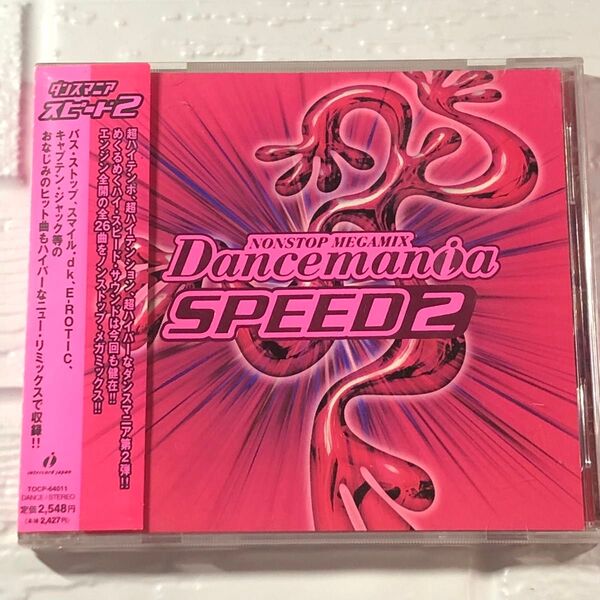 ダンスマニア
スピード2
超ハイテンポ、超ハイテンション、超ハイパーなダンスマニア第2弾!!
めくるめくハイ・スピード・サウンドは今回も健在!!
エンジン全開の全26曲をノンストップ・メガミックス!!
バス・ストップ、スマイル.dk、E-ROTIC、
キャプテン・ジャック等の
おなじみのヒット曲もハイパーなニュー・リミックスで収録!!
intercord japan
TOCP-64011
DANCE/STEREO
定価2,548円
(本体2,427円)
NONSTOP MEGAMIX
Dancemania
SPEED2